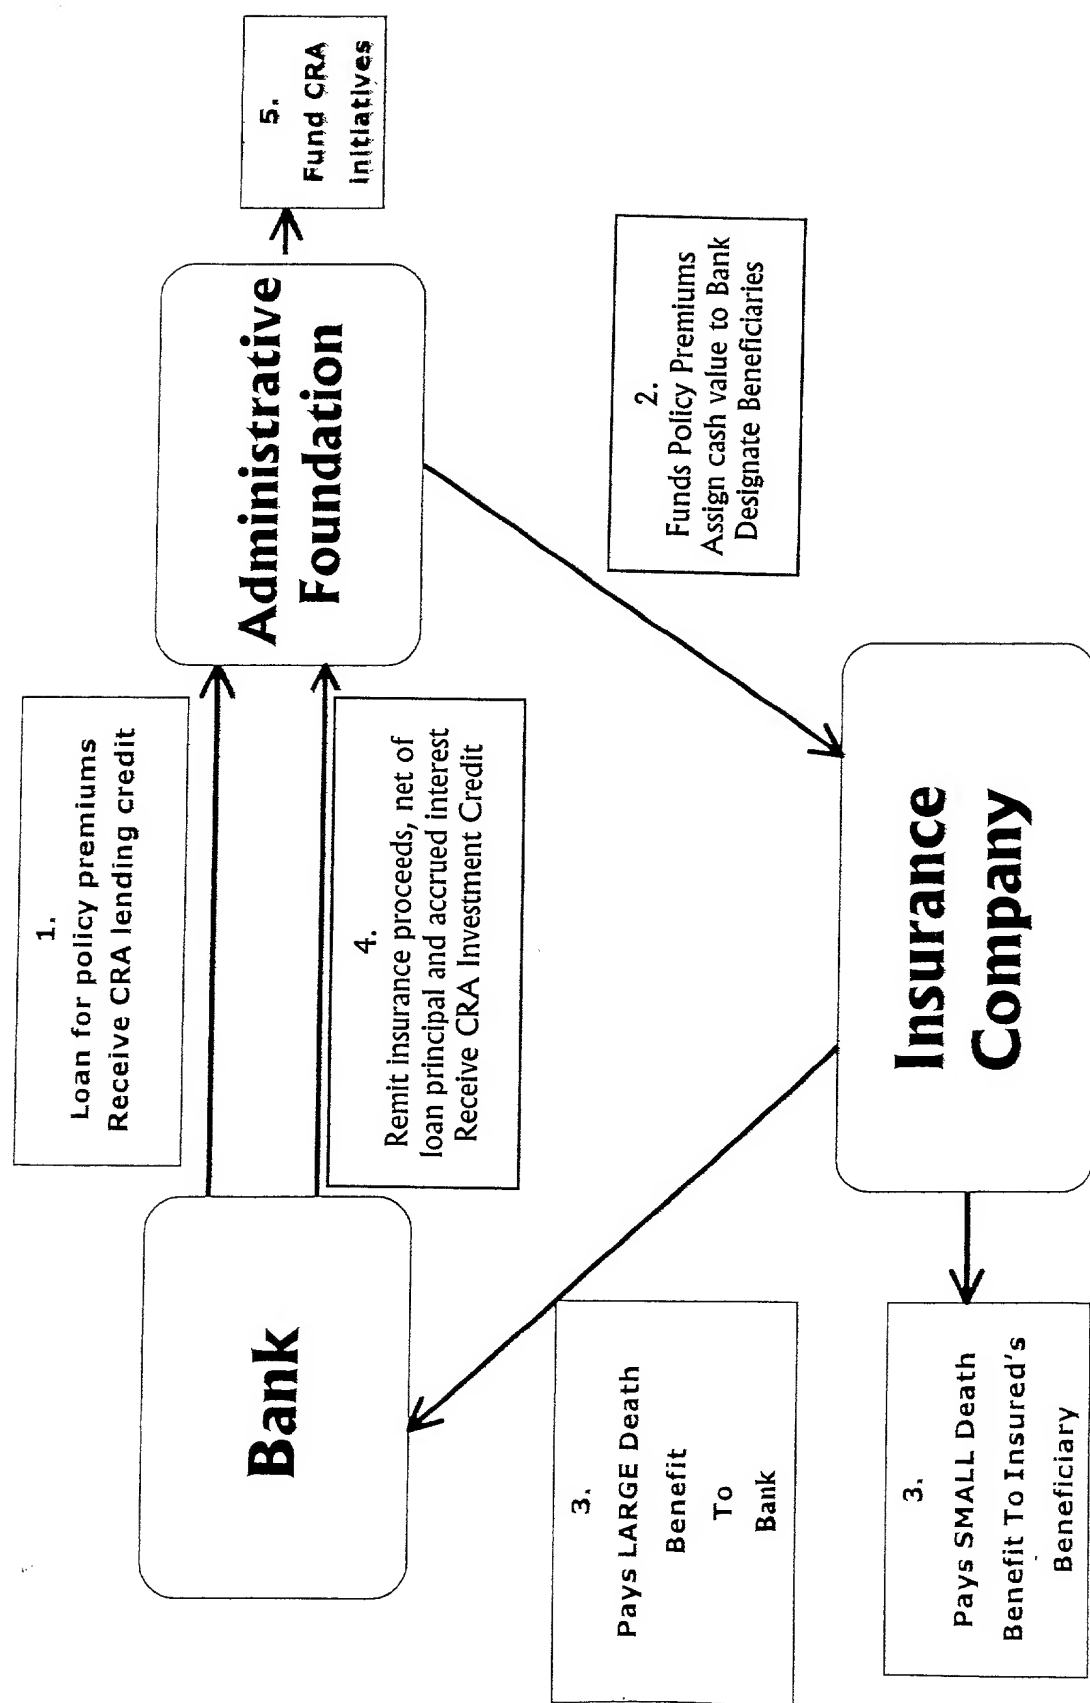 Bank
1.
Loan for policy premiums
Receive CRA lending credit
4.
Remit insurance proceeds, net of
loan principal and accrued interest
Receive CRA Investment Credit
Administrative
Foundation
5.
Fund CRA
initiatives
2.
Funds Policy Premiums
Assign cash value to Bank
Designate Beneficiaries
Insurance
Company
3.
Pays LARGE Death
Benefit
To
Bank
3.
Pays SMALL Death
Benefit To Insured's
Beneficiary